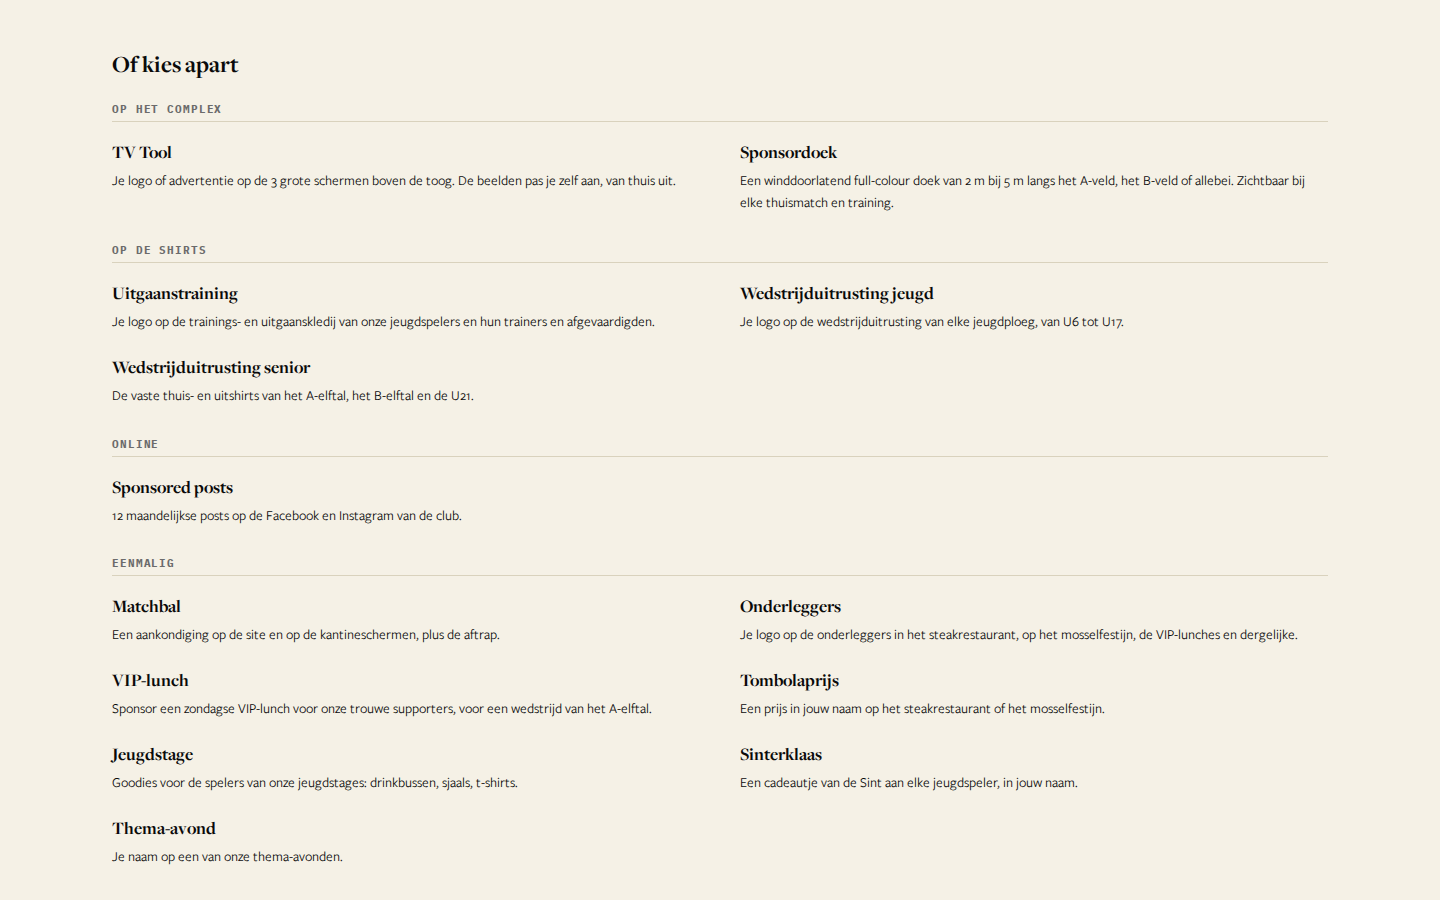 Of kies apart
OP HET COMPLEX
TV Tool
Je logo of advertentie op de 3 grote schermen boven de toog. De beelden pas je zelf aan, van thuis uit.
Sponsordoek
Een winddoorlatend full-colour doek van 2 m bij 5 m langs het A-veld, het B-veld of allebei. Zichtbaar bij
elke thuismatch en training.
OP DE SHIRTS
Uitgaanstraining
Je logo op de trainings- en uitgaanskledij van onze jeugdspelers en hun trainers en afgevaardigden.
Wedstrijduitrusting jeugd
Je logo op de wedstrijduitrusting van elke jeugdploeg, van U6 tot U17.
Wedstrijduitrusting senior
De vaste thuis- en uitshirts van het A-elftal, het B-elftal en de U21.
ONLINE
Sponsored posts
12 maandelijkse posts op de Facebook en Instagram van de club.
EENMALIG
Matchbal
Een aankondiging op de site en op de kantineschermen, plus de aftrap.
Onderleggers
Je logo op de onderleggers in het steakrestaurant, op het mosselfestijn, de VIP-lunches en dergelijke.
VIP-lunch
Sponsor een zondagse VIP-lunch voor onze trouwe supporters, voor een wedstrijd van het A-elftal.
Tombolaprijs
Een prijs in jouw naam op het steakrestaurant of het mosselfestijn.
Jeugdstage
Goodies voor de spelers van onze jeugdstages: drinkbussen, sjaals, t-shirts.
Sinterklaas
Een cadeautje van de Sint aan elke jeugdspeler, in jouw naam.
Thema-avond
Je naam op een van onze thema-avonden.